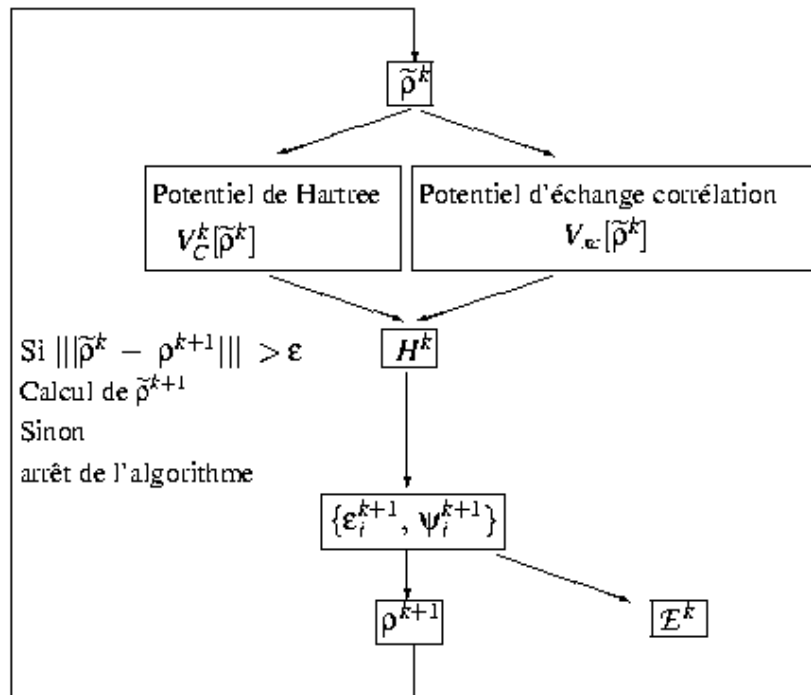 ρ̃^k
Potentiel de Hartree
V_C^k[ρ̃^k]
Potentiel d'échange corrélation
V_xc[ρ̃^k]
Si |||ρ̃^k − ρ^{k+1}||| > ε
Calcul de ρ̃^{k+1}
Sinon
arrêt de l'algorithme
H^k
{ε_i^{k+1}, ψ_i^{k+1}}
ρ^{k+1}
ℰ^k